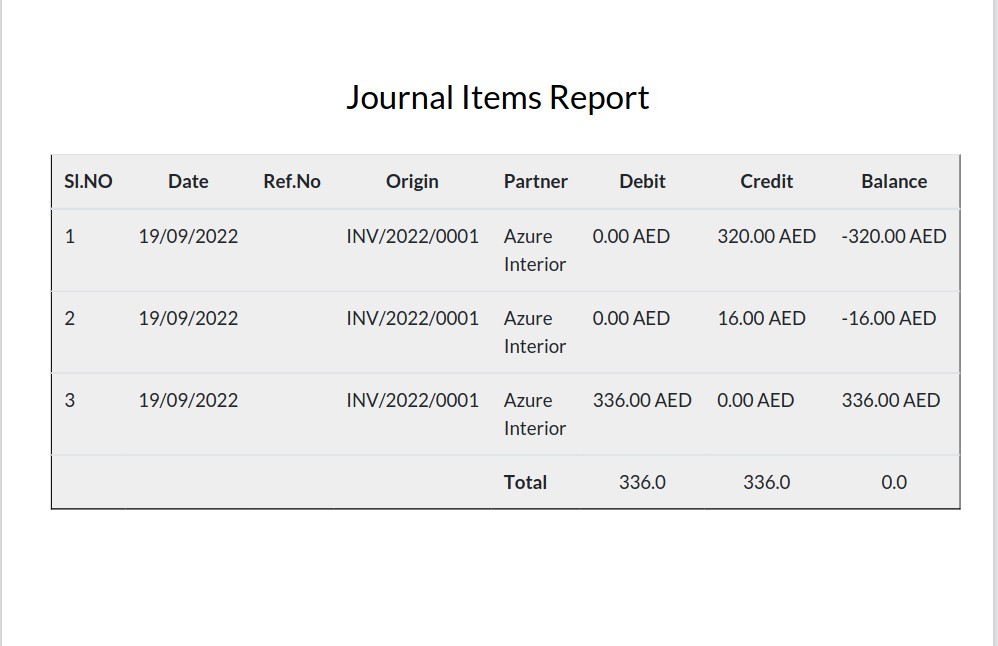 Journal Items Report
Sl.NO Date Ref.No Origin Partner Debit Credit Balance
1 19/09/2022 INV/2022/0001 Azure 0.00 AED 320.00 AED -320.00 AED
Interior
2 19/09/2022 INV/2022/0001 Azure 0.00 AED 16.00 AED -16.00 AED
Interior
3 19/09/2022 INV/2022/0001 Azure 336.00 AED 0.00 AED 336.00 AED
Interior
Total 336.0 336.0 0.0